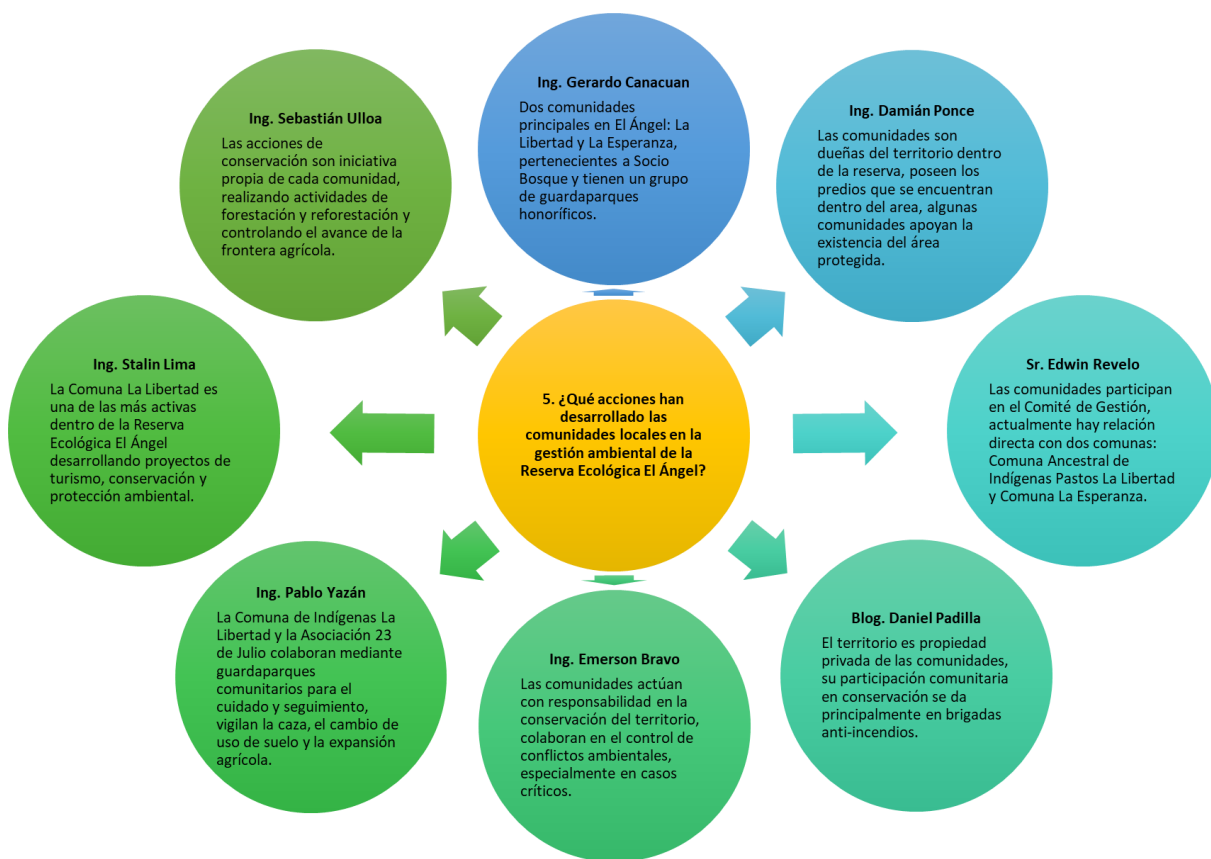 5. ¿Qué acciones han
desarrollado las
comunidades locales en la
gestión ambiental de la
Reserva Ecológica El Ángel?
Ing. Gerardo Canacuan
Dos comunidades
principales en El Ángel: La
Libertad y La Esperanza,
pertenecientes a Socio
Bosque y tienen un grupo
de guardaparques
honoríficos.
Ing. Damián Ponce
Las comunidades son
dueñas del territorio dentro
de la reserva, poseen los
predios que se encuentran
dentro del area, algunas
comunidades apoyan la
existencia del área
protegida.
Sr. Edwin Revelo
Las comunidades participan
en el Comité de Gestión,
actualmente hay relación
directa con dos comunas:
Comuna Ancestral de
Indígenas Pastos La Libertad
y Comuna La Esperanza.
Blog. Daniel Padilla
El territorio es propiedad
privada de las comunidades,
su participación comunitaria
en conservación se da
principalmente en brigadas
anti-incendios.
Ing. Emerson Bravo
Las comunidades actúan
con responsabilidad en la
conservación del territorio,
colaboran en el control de
conflictos ambientales,
especialmente en casos
críticos.
Ing. Pablo Yazán
La Comuna de Indígenas La
Libertad y la Asociación 23
de Julio colaboran mediante
guardaparques
comunitarios para el
cuidado y seguimiento,
vigilan la caza, el cambio de
uso de suelo y la expansión
agrícola.
Ing. Stalin Lima
La Comuna La Libertad es
una de las más activas
dentro de la Reserva
Ecológica El Ángel
desarrollando proyectos de
turismo, conservación y
protección ambiental.
Ing. Sebastián Ulloa
Las acciones de
conservación son iniciativa
propia de cada comunidad,
realizando actividades de
forestación y reforestación y
controlando el avance de la
frontera agrícola.